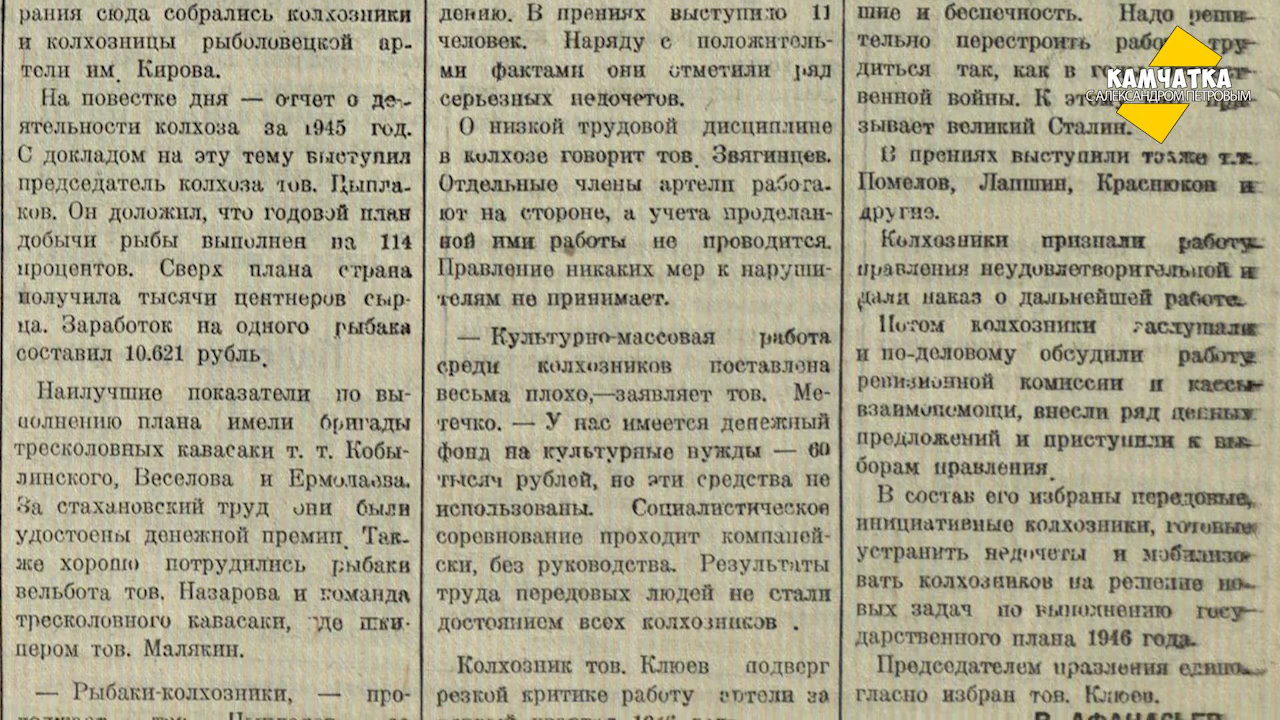 рания сюда собрались колхозники
и колхозницы рыболовецкой ар-
тели им. Кирова.
На повестке дня — отчет о де-
ятельности колхоза за 1945 год.
С докладом на эту тему выступил
председатель колхоза тов. Цыпла-
ков. Он доложил, что годовой план
добычи рыбы выполнен на 114
процентов. Сверх плана страна
получила тысячи центнеров сыр-
ца. Заработок на одного рыбака
составил 10.621 рубль.
Наилучшие показатели по вы-
полнению плана имели бригады
тресколовных кавасаки т. т. Кобы-
линского, Веселова и Ермолаева.
За стахановский труд они были
удостоены денежной премии. Так-
же хорошо потрудились рыбаки
вельбота тов. Назарова и команда
тресколовного кавасаки, где шки-
пером тов. Малякин.
— Рыбаки-колхозники, — про-
дению. В прениях выступило 11
человек. Наряду с положитель-
ми фактами они отметили ряд
серьезных недочетов.
О низкой трудовой дисциплине
в колхозе говорит тов. Звягинцев.
Отдельные члены артели работа-
ют на стороне, а учета проделан-
ной ими работы не проводится.
Правление никаких мер к наруши-
телям не принимает.
— Культурно-массовая работа
среди колхозников поставлена
весьма плохо,—заявляет тов. Ме-
течко. — У нас имеется денежный
фонд на культурные нужды — 60
тысяч рублей, но эти средства не
использованы. Социалистическое
соревнование проходит компаней-
ски, без руководства. Результаты
труда передовых людей не стали
достоянием всех колхозников .
Колхозник тов. Клюев подверг
резкой критике работу артели за
шие и беспечность. Надо реши-
тельно перестроить тру-
диться так, как в
венной войны. К
зывает великий Сталин.
В прениях выступили также т.т.
Помелов, Лапшин, Краснюков и
другие.
Колхозники признали работу
правления неудовлетворительной и
дали наказ о дальнейшей работе.
Потом колхозники заслушали
и по-деловому обсудили работу
ревизионной комиссии и кассы
взаимопомощи, внесли ряд ценных
предложений и приступили к вы-
борам правления.
В состав его избраны передовые,
инициативные колхозники, готовые
устранить недочеты и мобилизо-
вать колхозников на решение но-
вых задач по выполнению госу-
дарственного плана 1946 года.
Председателем правления едино-
гласно избран тов. Клюев.
В. АФАНАСЬЕВ
КАМЧАТКА
С АЛЕКСАНДРОМ ПЕТРОВЫМ